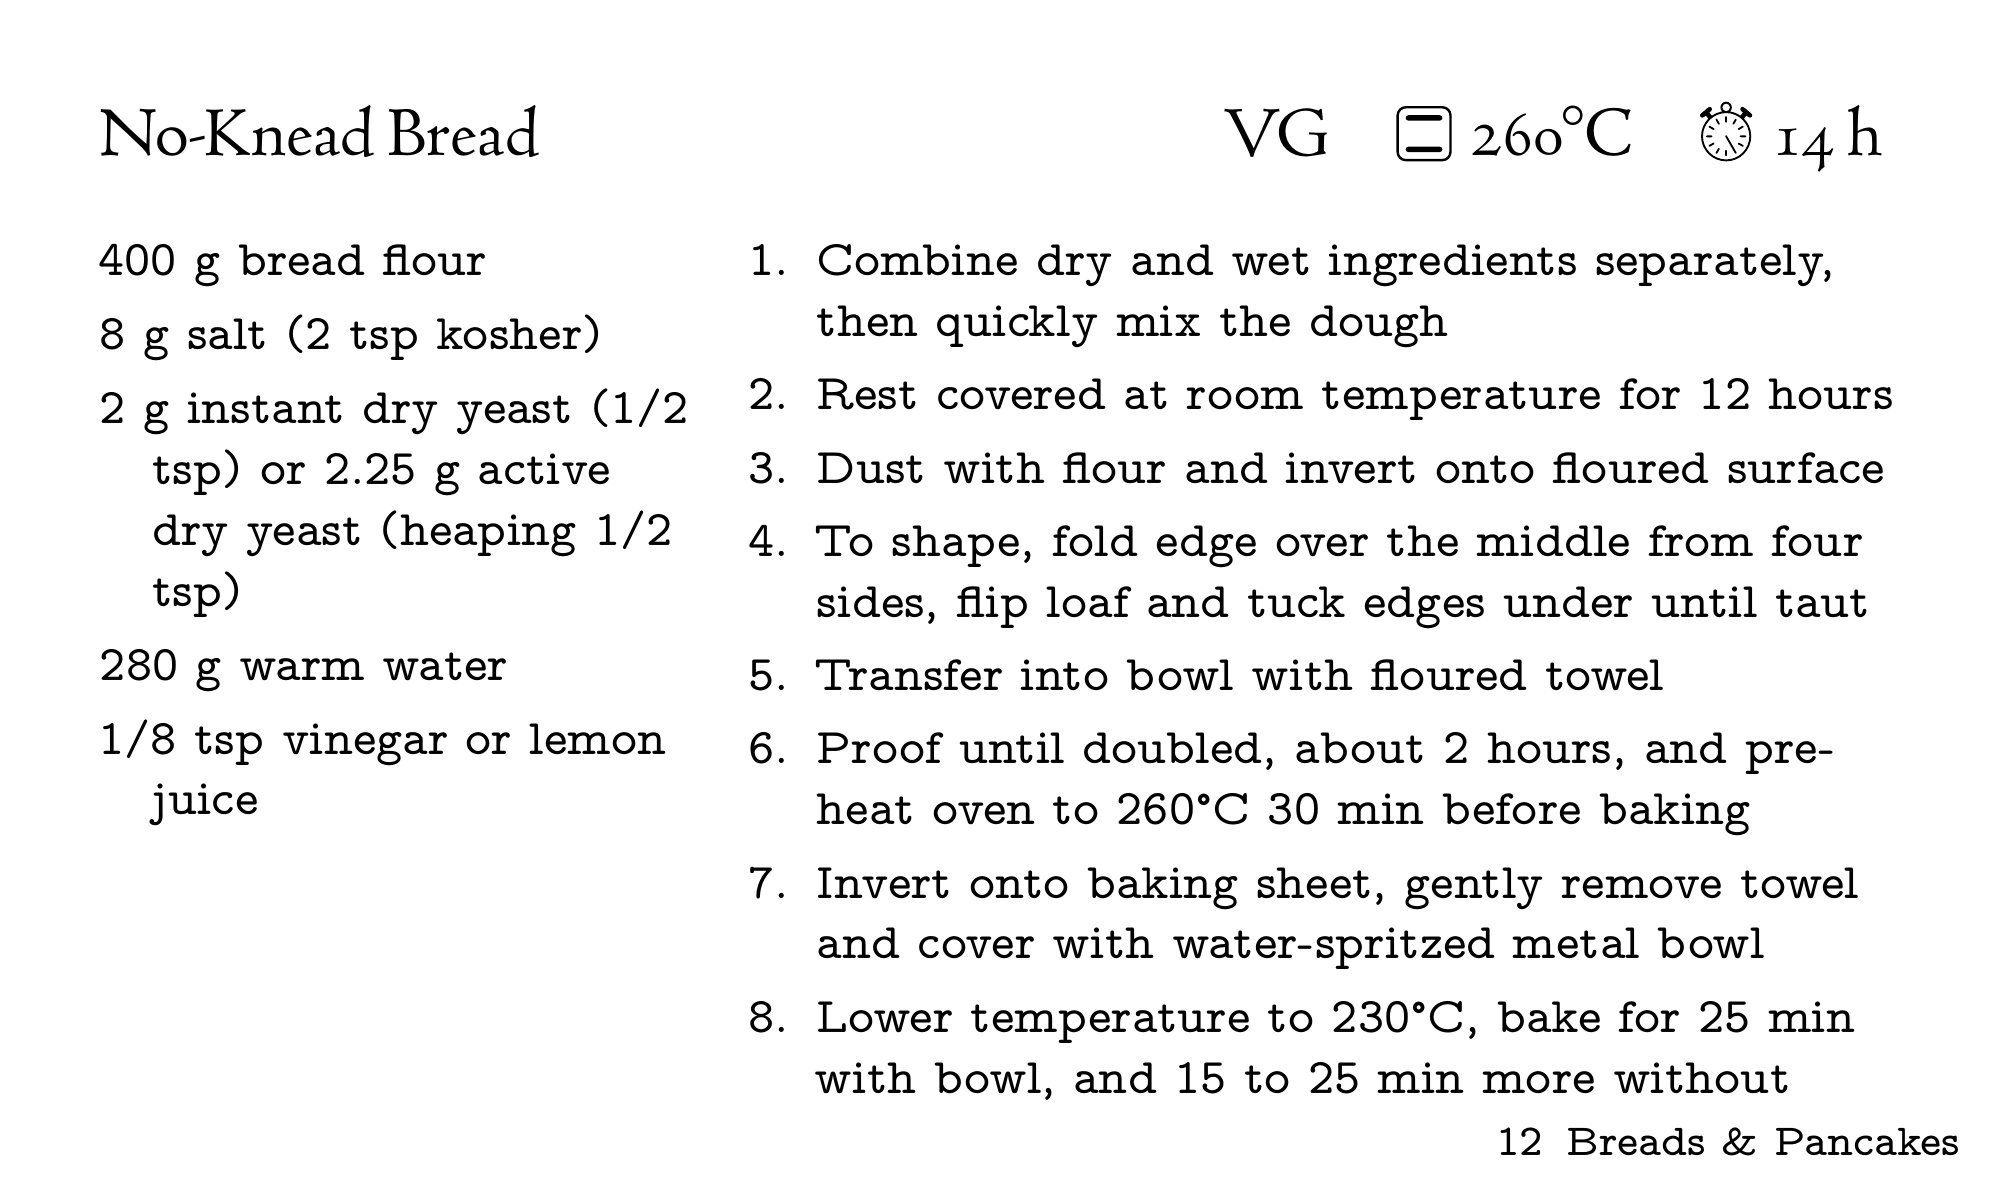 No-Knead Bread
VG 260°C 14 h
400 g bread flour
8 g salt (2 tsp kosher)
2 g instant dry yeast (1/2
tsp) or 2.25 g active
dry yeast (heaping 1/2
tsp)
280 g warm water
1/8 tsp vinegar or lemon
juice
1. Combine dry and wet ingredients separately,
then quickly mix the dough
2. Rest covered at room temperature for 12 hours
3. Dust with flour and invert onto floured surface
4. To shape, fold edge over the middle from four
sides, flip loaf and tuck edges under until taut
5. Transfer into bowl with floured towel
6. Proof until doubled, about 2 hours, and pre-
heat oven to 260°C 30 min before baking
7. Invert onto baking sheet, gently remove towel
and cover with water-spritzed metal bowl
8. Lower temperature to 230°C, bake for 25 min
with bowl, and 15 to 25 min more without
12 Breads & Pancakes